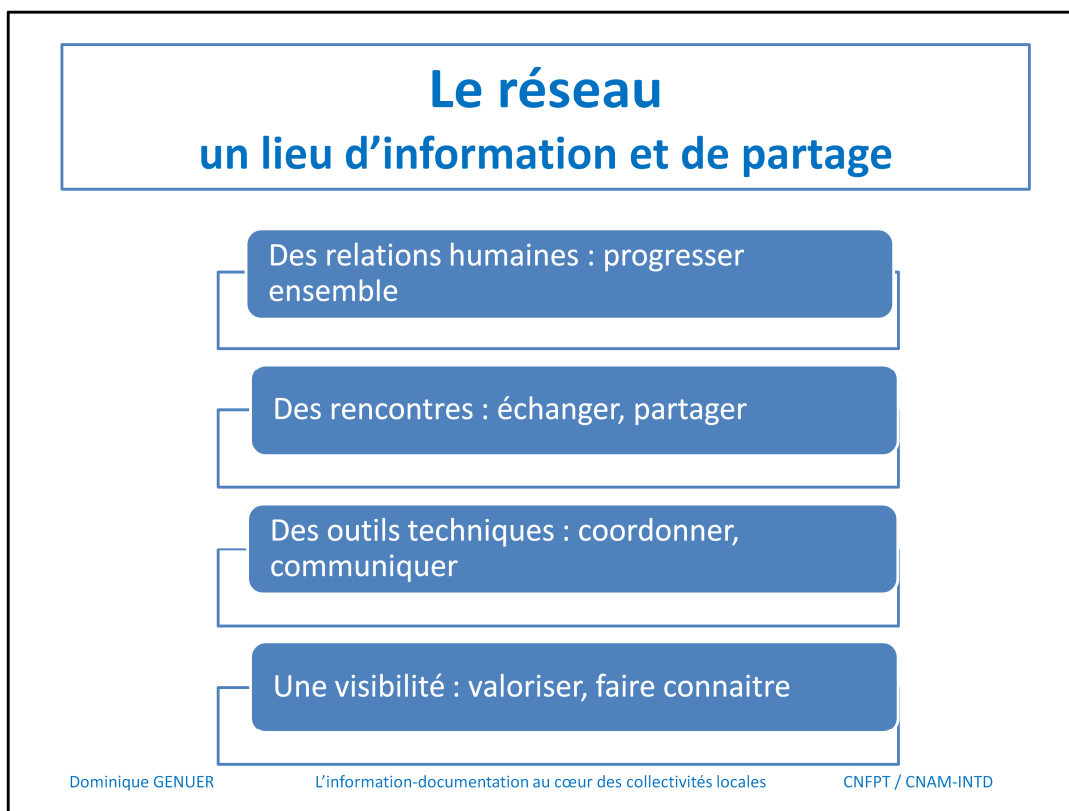 Le réseau
un lieu d’information et de partage
Des relations humaines : progresser
ensemble
Des rencontres : échanger, partager
Des outils techniques : coordonner,
communiquer
Une visibilité : valoriser, faire connaitre
Dominique GENUER L’information-documentation au cœur des collectivités locales CNFPT / CNAM-INTD